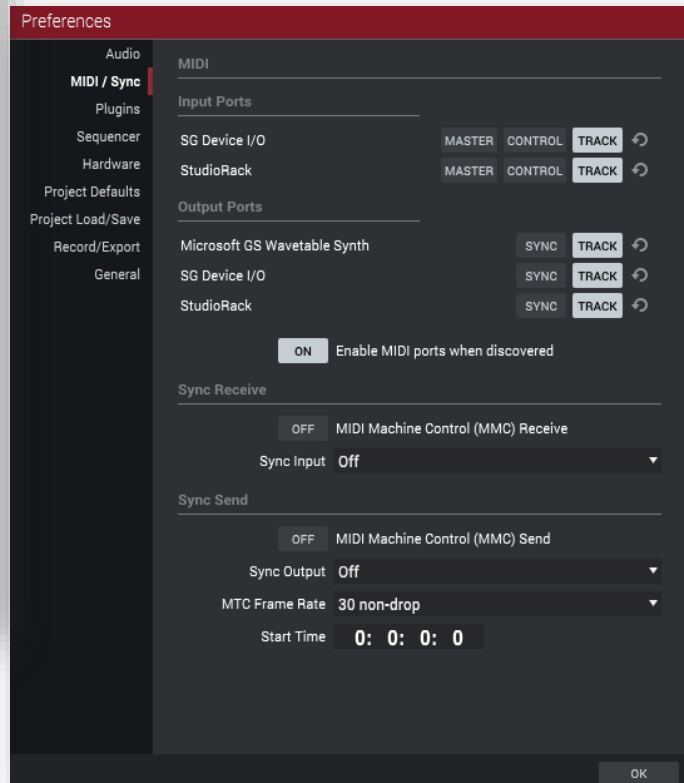 Preferences
Audio
MIDI / Sync
Plugins
Sequencer
Hardware
Project Defaults
Project Load/Save
Record/Export
General
MIDI
Input Ports
SG Device I/O MASTER CONTROL TRACK
StudioRack MASTER CONTROL TRACK
Output Ports
Microsoft GS Wavetable Synth SYNC TRACK
SG Device I/O SYNC TRACK
StudioRack SYNC TRACK
ON Enable MIDI ports when discovered
Sync Receive
OFF MIDI Machine Control (MMC) Receive
Sync Input Off
Sync Send
OFF MIDI Machine Control (MMC) Send
Sync Output Off
MTC Frame Rate 30 non-drop
Start Time 0: 0: 0: 0
OK